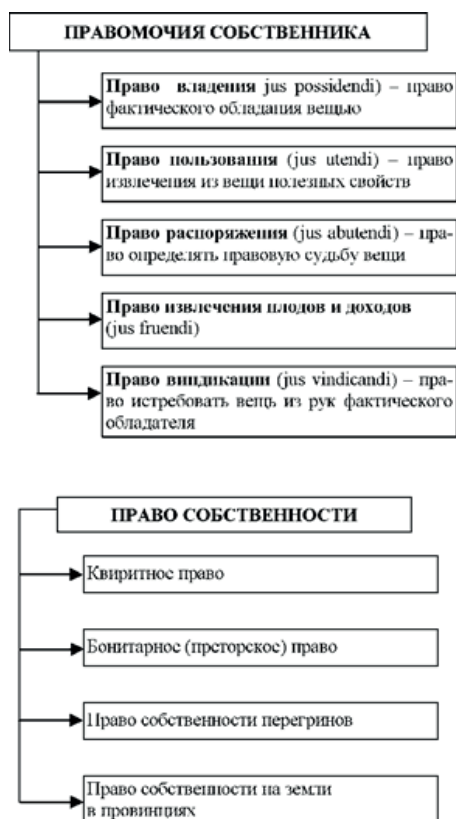 ПРАВОМОЧИЯ СОБСТВЕННИКА
Право владения jus possidendi) – право
фактического обладания вещью
Право пользования (jus utendi) – право
извлечения из вещи полезных свойств
Право распоряжения (jus abutendi) – пра-
во определять правовую судьбу вещи
Право извлечения плодов и доходов
(jus fruendi)
Право виндикации (jus vindicandi) – пра-
во истребовать вещь из рук фактического
обладателя
ПРАВО СОБСТВЕННОСТИ
Квиритное право
Бонитарное (преторское) право
Право собственности перегринов
Право собственности на земли
в провинциях